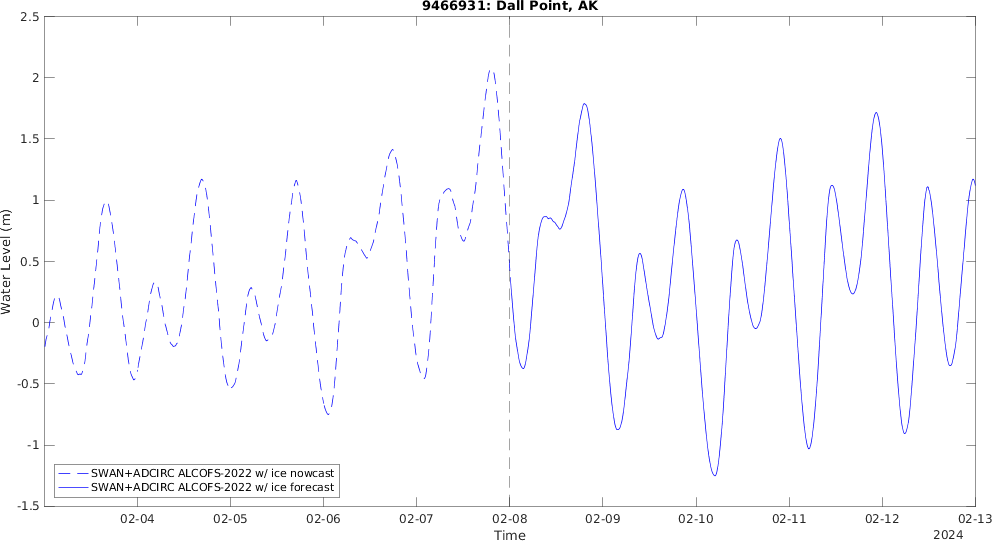 9466931: Dall Point, AK
Water Level (m)
2.5
2
1.5
1
0.5
0
-0.5
-1
-1.5
SWAN+ADCIRC ALCOFS-2022 w/ ice nowcast
SWAN+ADCIRC ALCOFS-2022 w/ ice forecast
02-04 02-05 02-06 02-07 02-08 02-09 02-10 02-11 02-12 02-13
Time
2024